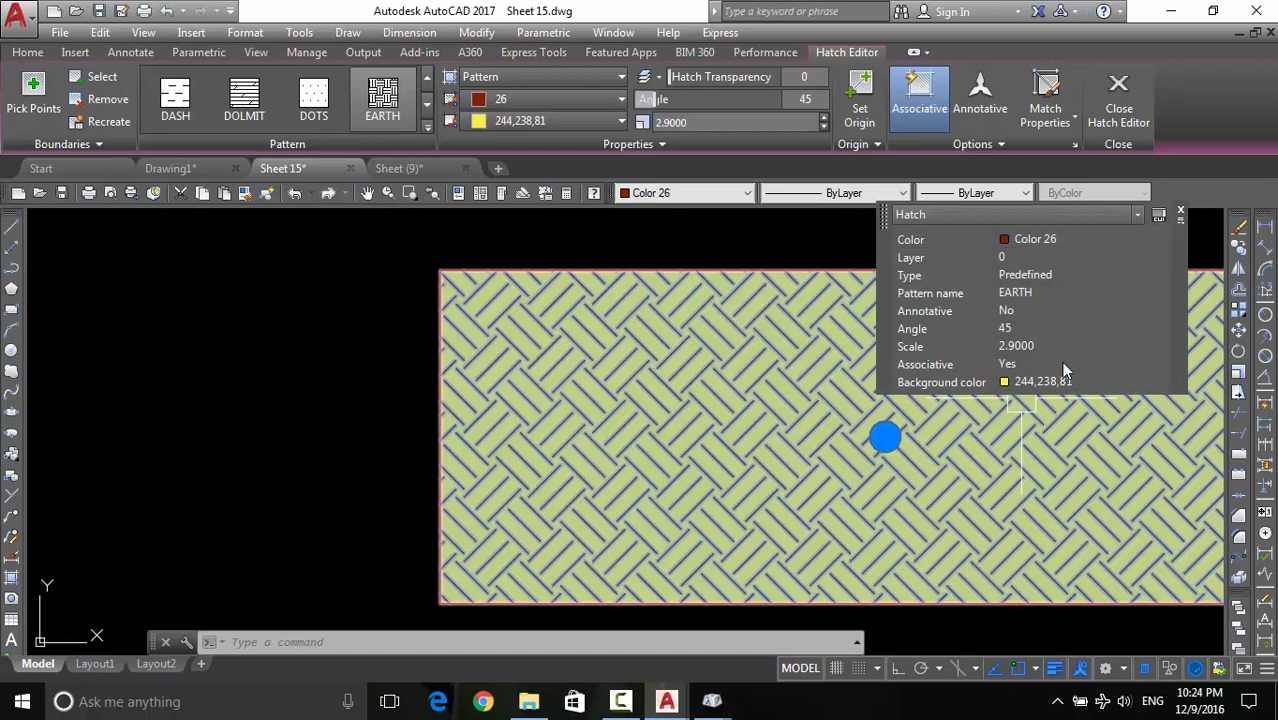 Autodesk AutoCAD 2017 Sheet 15.dwg
Type a keyword or phrase
Sign In
File Edit View Insert Format Tools Draw Dimension Modify Parametric Window Help Express
Home Insert Annotate Parametric View Manage Output Add-ins A360 Express Tools Featured Apps BIM 360 Performance Hatch Editor
Pick Points
Select
Remove
Recreate
Boundaries
DASH
DOLMIT
DOTS
EARTH
Pattern
Pattern
26
244,238,81
Hatch Transparency 0
Angle 45
2.9000
Properties
Set Origin
Origin
Associative
Annotative
Match Properties
Options
Close Hatch Editor
Close
Start Drawing1* Sheet 15* Sheet (9)*
Color 26 ByLayer ByLayer ByColor
Hatch
Color Color 26
Layer 0
Type Predefined
Pattern name EARTH
Annotative No
Angle 45
Scale 2.9000
Associative Yes
Background color 244,238,81
Y
X
Type a command
Model Layout1 Layout2
MODEL
Ask me anything
ENG
10:24 PM
12/9/2016